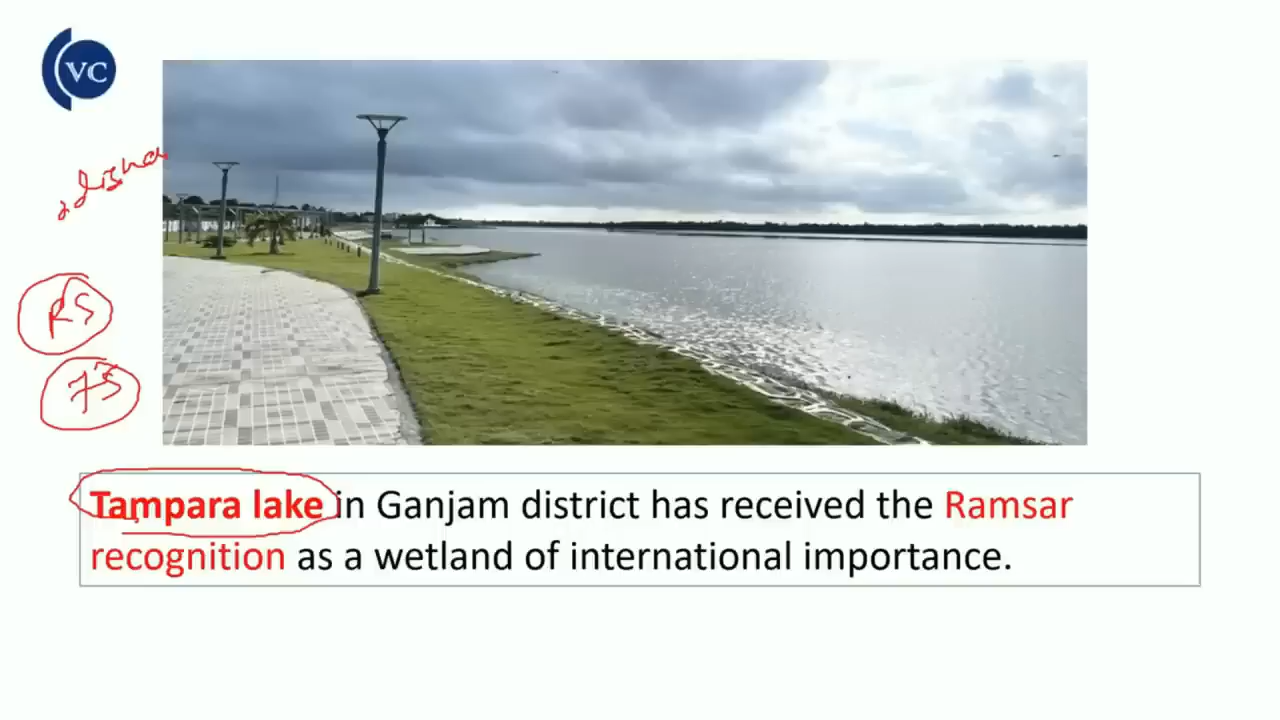 VC
odisha
RS
75
Tampara lake in Ganjam district has received the Ramsar
recognition as a wetland of international importance.